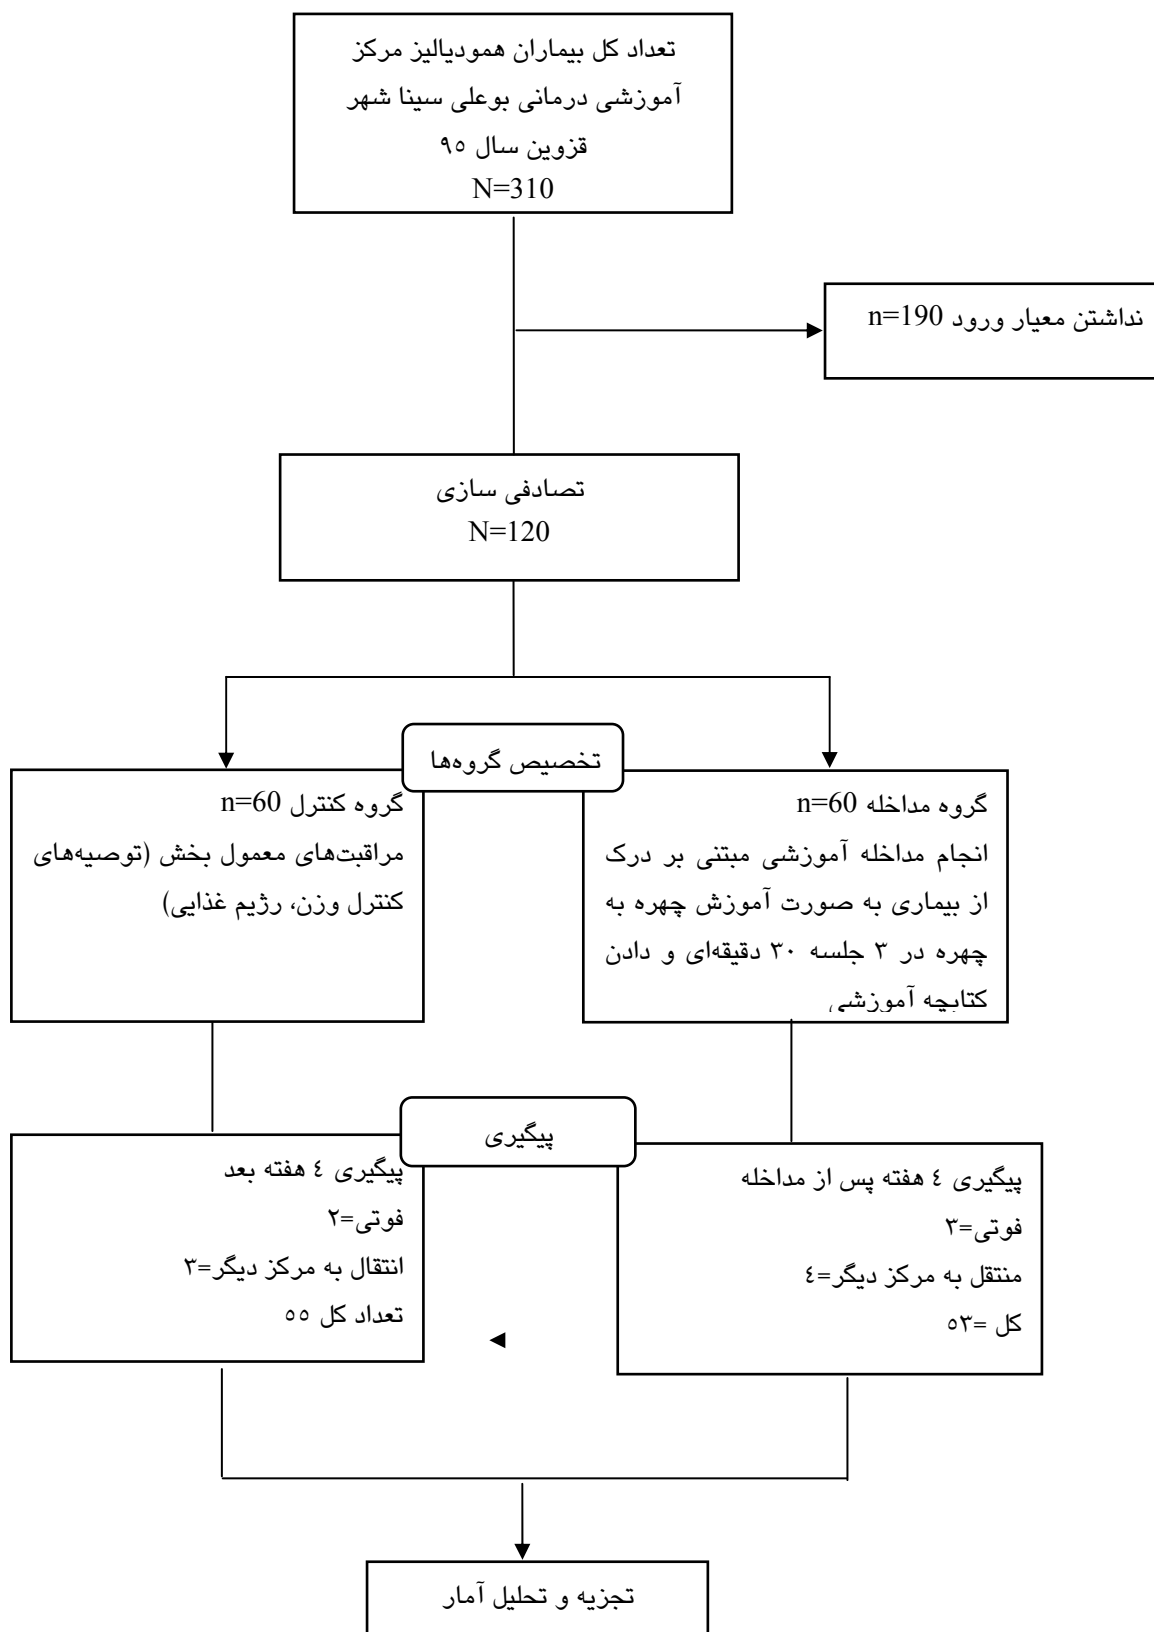 تعداد کل بیماران همودیالیز مرکز
آموزشی درمانی بوعلی سینا شهر
قزوین سال ۹۵
N=310
نداشتن معیار ورود n=190
تصادفی سازی
N=120
تخصیص گروه‌ها
گروه مداخله n=60
انجام مداخله آموزشی مبتنی بر درک
از بیماری به صورت آموزش چهره به
چهره در ۳ جلسه ۳۰ دقیقه‌ای و دادن
کتابچه آموزشی
گروه کنترل n=60
مراقبت‌های معمول بخش (توصیه‌های
کنترل وزن، رژیم غذایی)
پیگیری
پیگیری ٤ هفته پس از مداخله
فوتی=۳
منتقل به مرکز دیگر=٤
کل =۵۳
پیگیری ٤ هفته بعد
فوتی=۲
انتقال به مرکز دیگر=۳
تعداد کل ۵۵
تجزیه و تحلیل آمار